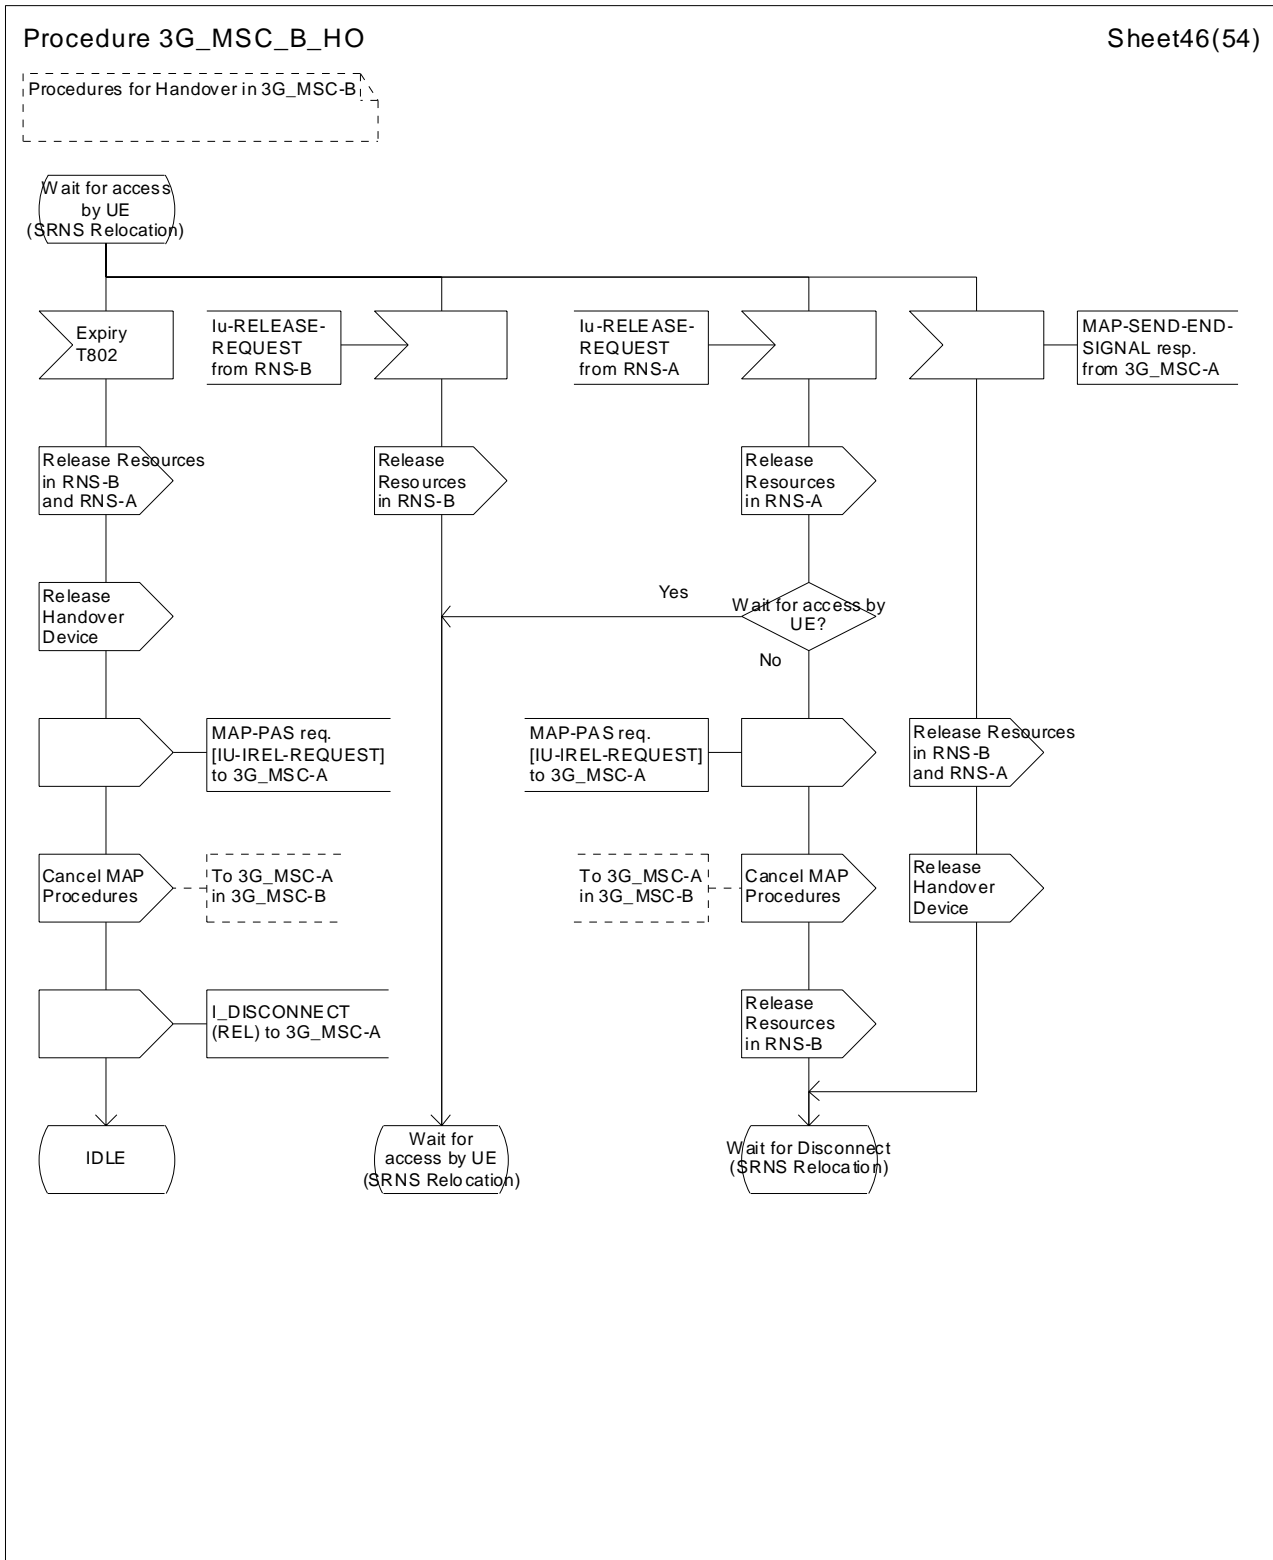 Procedure 3G_MSC_B_HO
Sheet46(54)
Procedures for Handover in 3G_MSC-B
Wait for access
by UE
(SRNS Relocation)
Expiry
T802
Iu-RELEASE-
REQUEST
from RNS-B
Iu-RELEASE-
REQUEST
from RNS-A
MAP-SEND-END-
SIGNAL resp.
from 3G_MSC-A
Release Resources
in RNS-B
and RNS-A
Release
Resources
in RNS-B
Release
Resources
in RNS-A
Release
Handover
Device
Yes
Wait for access by
UE?
No
MAP-PAS req.
[IU-IREL-REQUEST]
to 3G_MSC-A
MAP-PAS req.
[IU-IREL-REQUEST]
to 3G_MSC-A
Release Resources
in RNS-B
and RNS-A
Cancel MAP
Procedures
To 3G_MSC-A
in 3G_MSC-B
To 3G_MSC-A
in 3G_MSC-B
Cancel MAP
Procedures
Release
Handover
Device
I_DISCONNECT
(REL) to 3G_MSC-A
Release
Resources
in RNS-B
IDLE
Wait for
access by UE
(SRNS Relocation)
Wait for Disconnect
(SRNS Relocation)